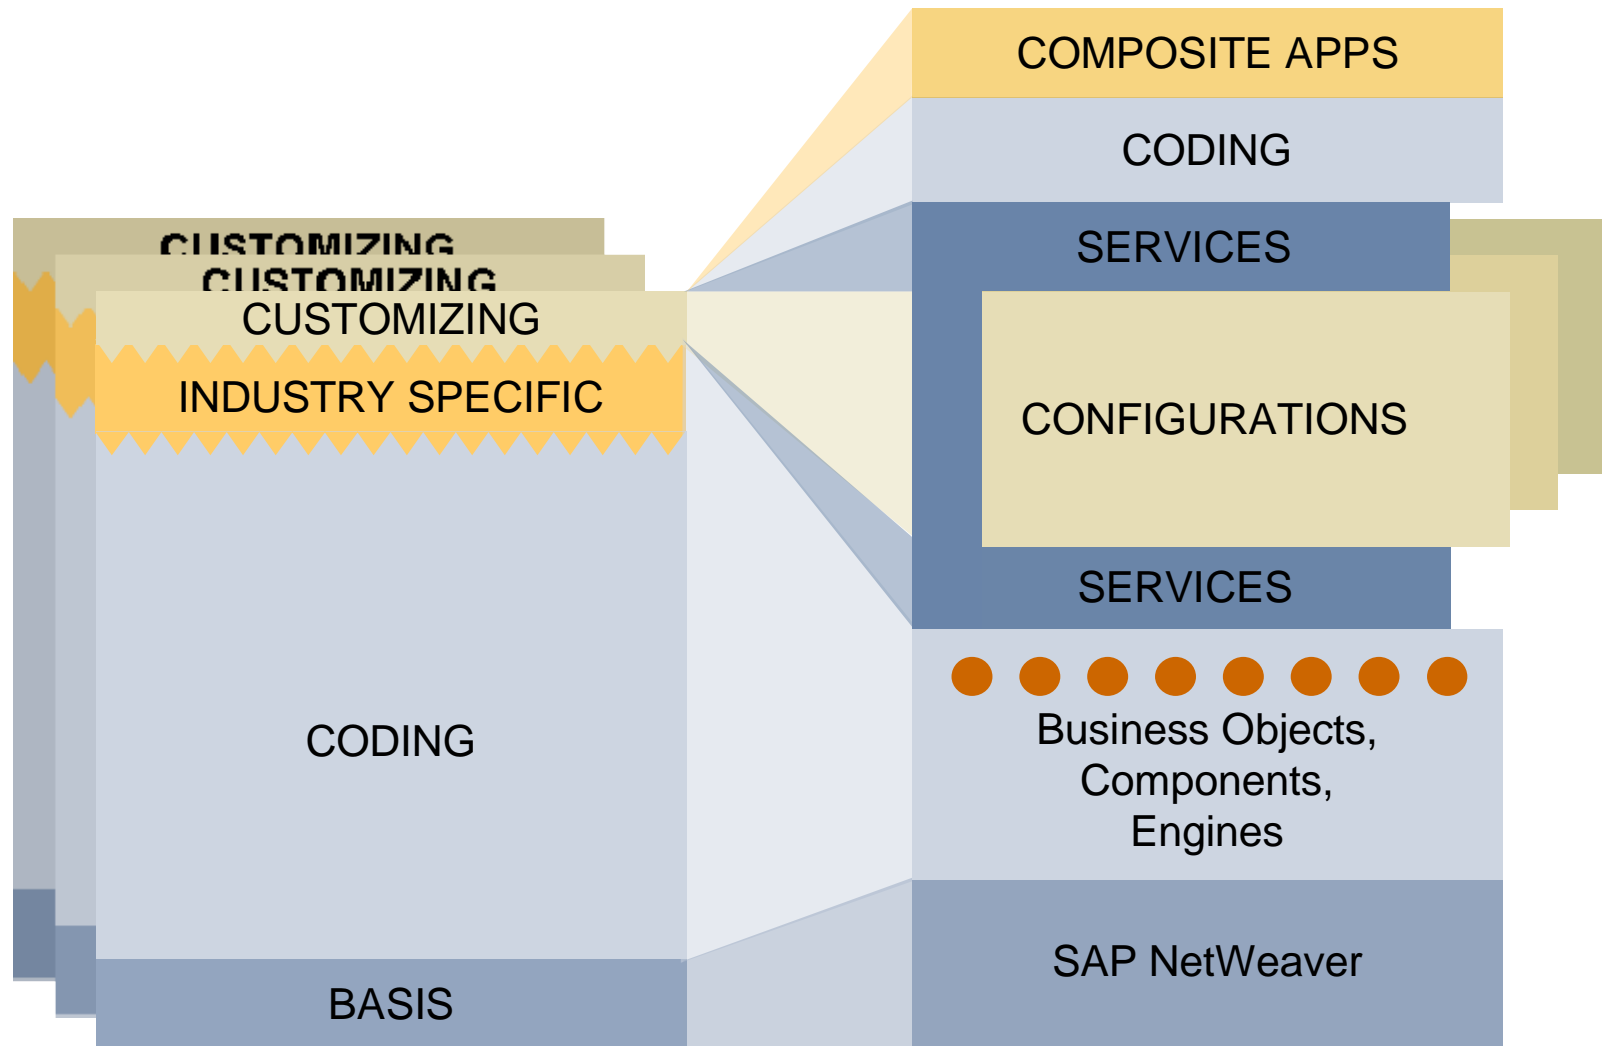 CUSTOMIZING
CUSTOMIZING
CUSTOMIZING
INDUSTRY SPECIFIC
CODING
BASIS
COMPOSITE APPS
CODING
SERVICES
CONFIGURATIONS
SERVICES
Business Objects,
Components,
Engines
SAP NetWeaver